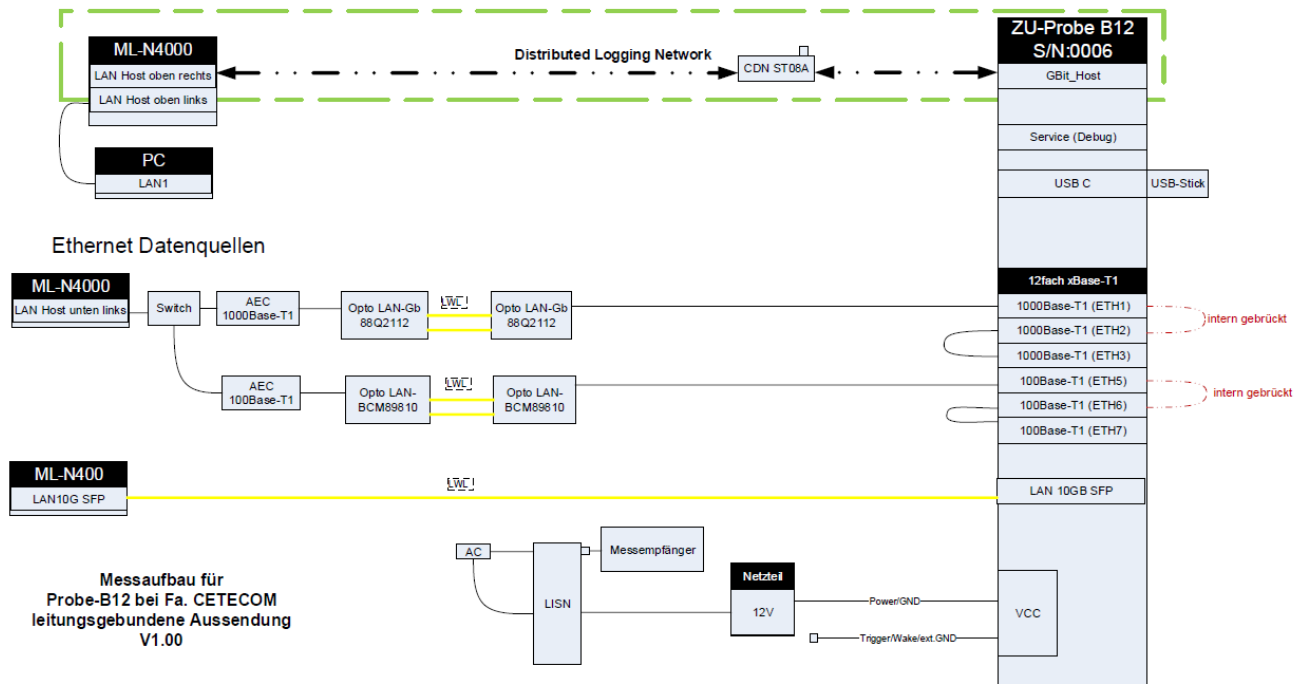 ML-N4000
LAN Host oben rechts
LAN Host oben links
Distributed Logging Network
CDN ST08A
ZU-Probe B12
S/N:0006
GBit_Host
Service (Debug)
USB C
USB-Stick
PC
LAN1
Ethernet Datenquellen
ML-N4000
LAN Host unten links
Switch
AEC
1000Base-T1
Opto LAN-Gb
88Q2112
LWL
Opto LAN-Gb
88Q2112
AEC
100Base-T1
Opto LAN-
BCM89810
LWL
Opto LAN-
BCM89810
12fach xBase-T1
1000Base-T1 (ETH1)
1000Base-T1 (ETH2)
1000Base-T1 (ETH3)
100Base-T1 (ETH5)
100Base-T1 (ETH6)
100Base-T1 (ETH7)
intern gebrückt
intern gebrückt
ML-N400
LAN10G SFP
LWL
LAN 10GB SFP
AC
LISN
Messempfänger
Netzteil
12V
Power/GND
Trigger/Wake/ext.GND
VCC
Messaufbau für
Probe-B12 bei Fa. CETECOM
leitungsgebundene Aussendung
V1.00